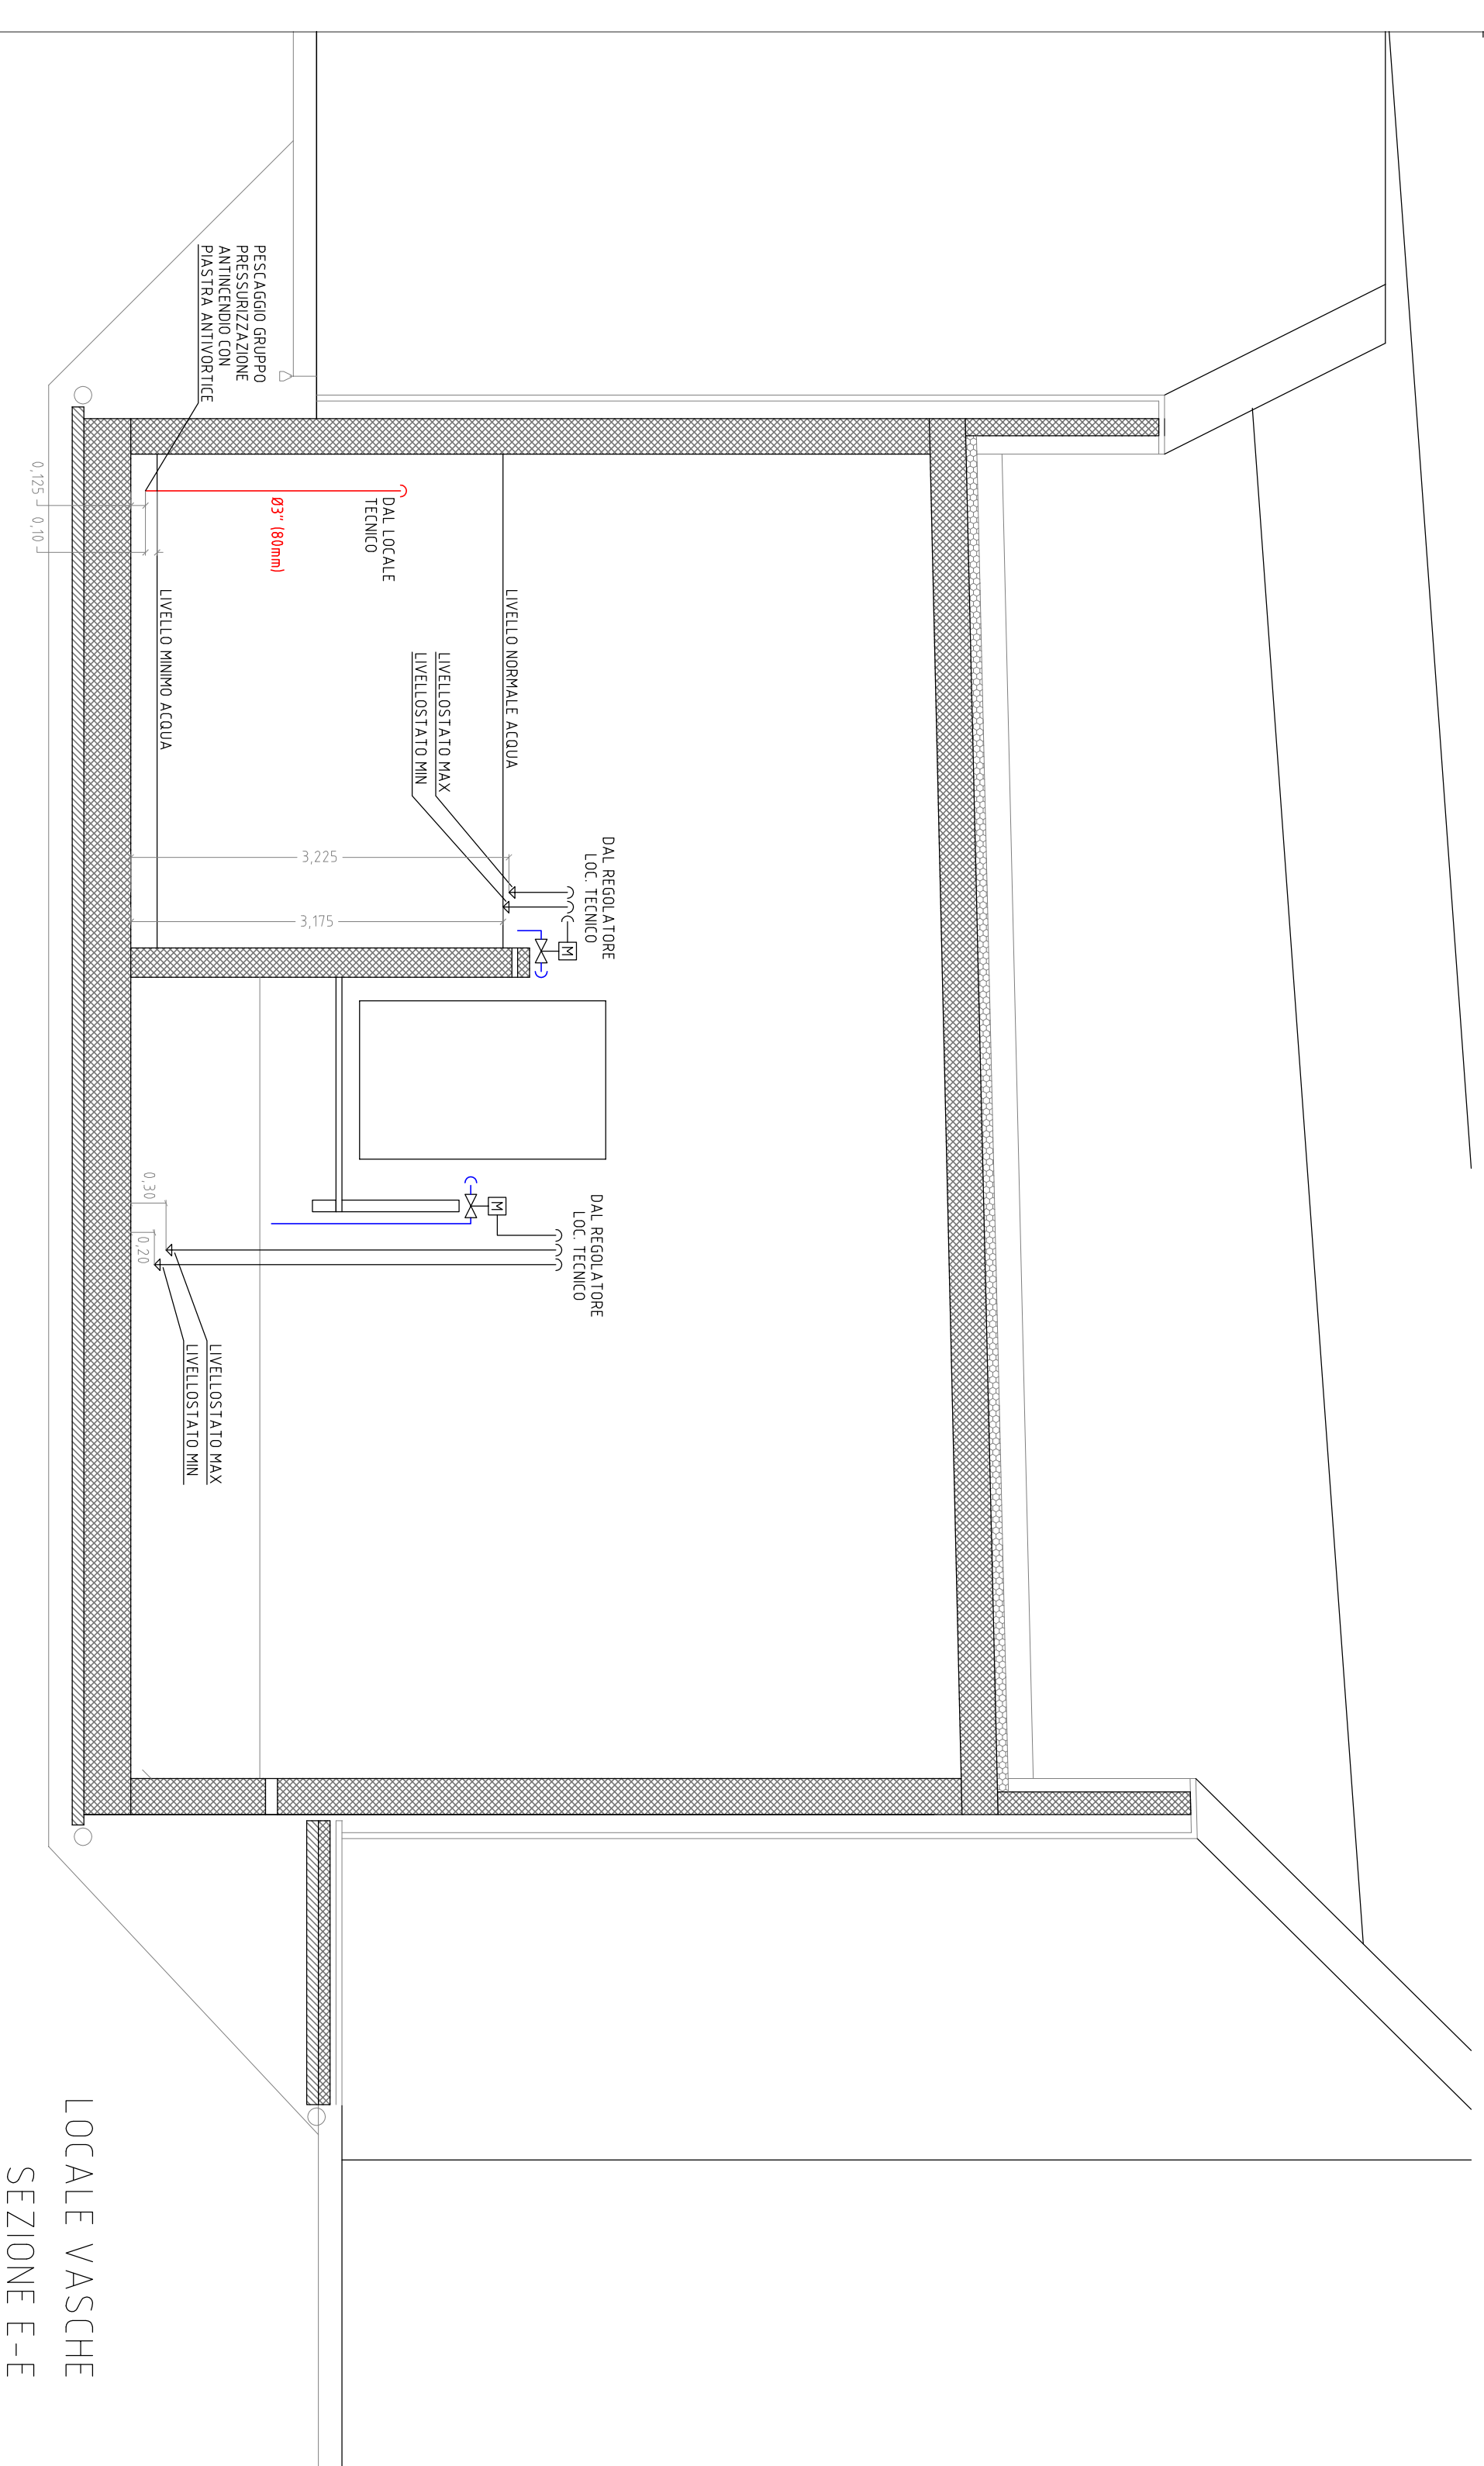 PESCAGGIO GRUPPO
PRESSURIZZAZIONE
ANTINCENDIO CON
PIASTRA ANTIVORTICE
0,125
0,10
DAL LOCALE
TECNICO
Ø3" (80mm)
LIVELLO NORMALE ACQUA
LIVELLO MINIMO ACQUA
LIVELLOSTATO MAX
LIVELLOSTATO MIN
DAL REGOLATORE
LOC. TECNICO
3,225
3,175
M
DAL REGOLATORE
LOC. TECNICO
M
0,30
0,20
LIVELLOSTATO MAX
LIVELLOSTATO MIN
LOCALE VASCHE
SEZIONE E-E